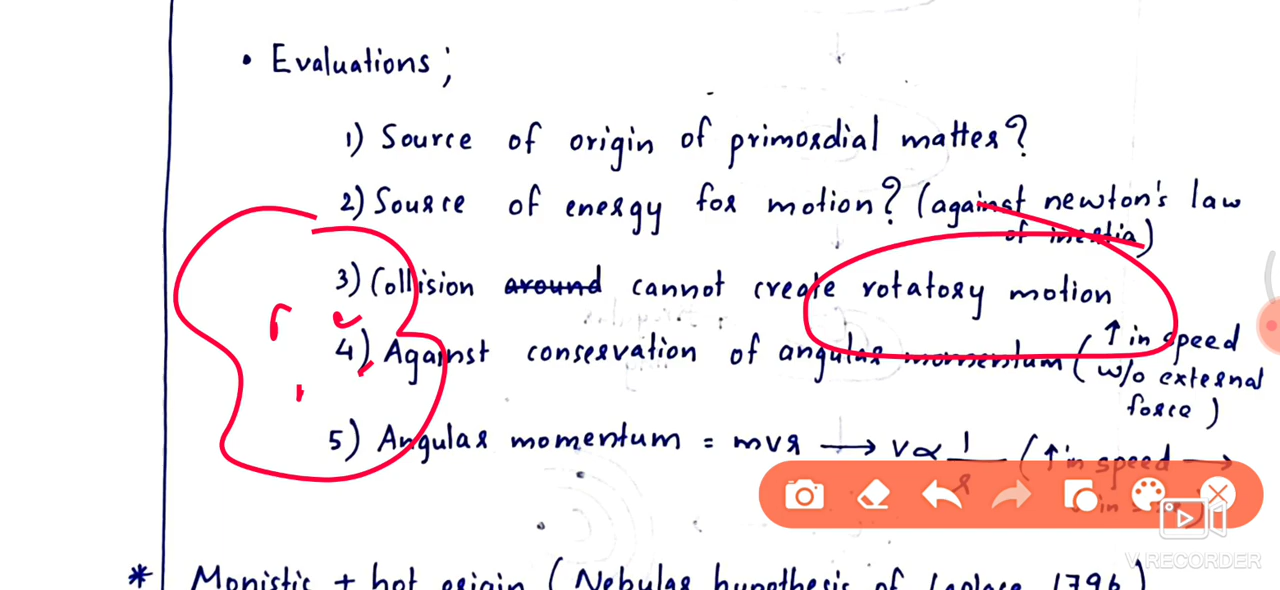 • Evaluations;
1) Source of origin of primordial matter?
2) Source of energy for motion? (against newton's law
of inertia)
3) Collision around cannot create rotatory motion
4) Against conservation of angular momentum (↑ in speed
w/o external
force)
5) Angular momentum = mvr → v ∝ 1/r (↑ in speed →
in
* Monistic + hot origin (Nebular hypothesis of Laplace 1796)
V RECORDER